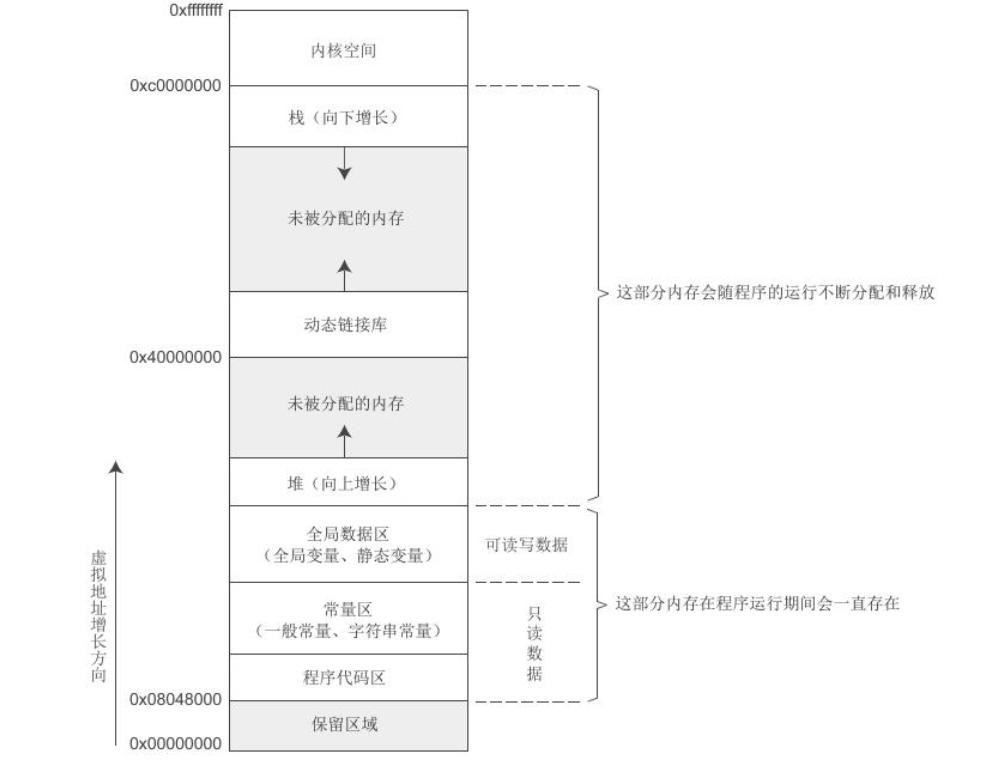 0xffffffff
内核空间
0xc0000000
栈（向下增长）
未被分配的内存
这部分内存会随程序的运行不断分配和释放
动态链接库
0x40000000
未被分配的内存
堆（向上增长）
全局数据区
（全局变量、静态变量）
可读写数据
常量区
（一般常量、字符串常量）
只读数据
这部分内存在程序运行期间会一直存在
虚拟地址增长方向
程序代码区
0x08048000
保留区域
0x00000000